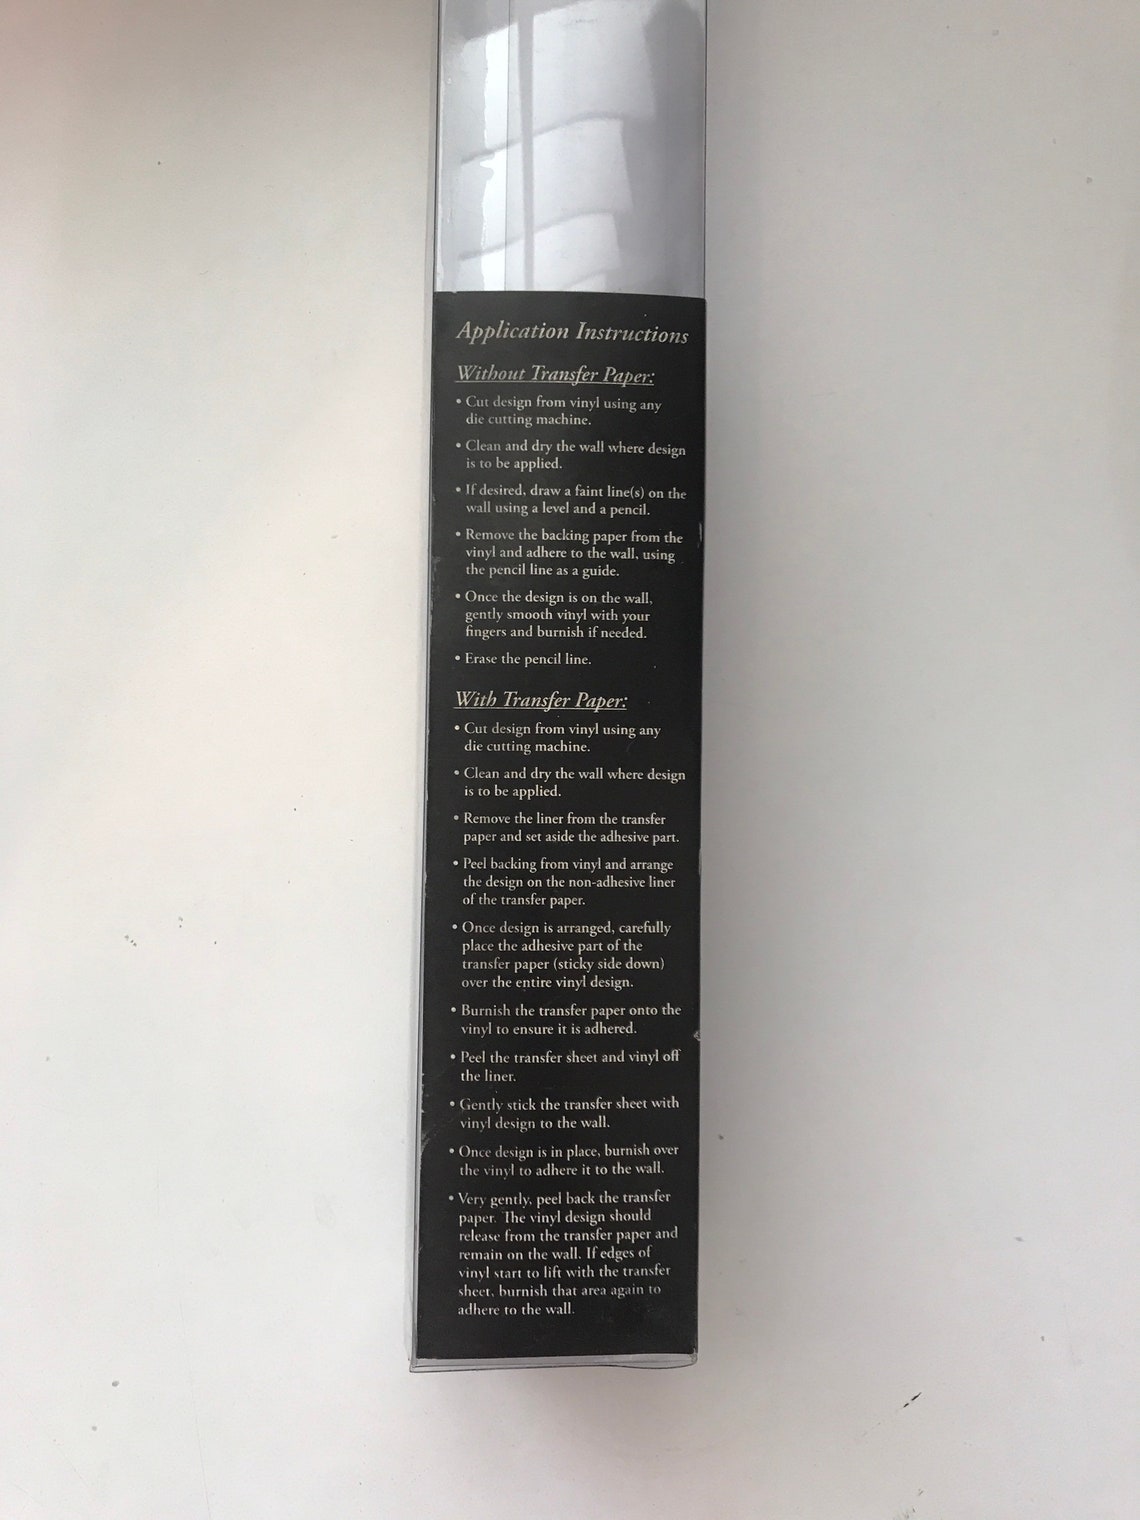 Application Instructions
Without Transfer Paper:
• Cut design from vinyl using any
die cutting machine.
• Clean and dry the wall where design
is to be applied.
• If desired, draw a faint line(s) on the
wall using a level and a pencil.
• Remove the backing paper from the
vinyl and adhere to the wall, using
the pencil line as a guide.
• Once the design is on the wall,
gently smooth vinyl with your
fingers and burnish if needed.
• Erase the pencil line.
With Transfer Paper:
• Cut design from vinyl using any
die cutting machine.
• Clean and dry the wall where design
is to be applied.
• Remove the liner from the transfer
paper and set aside the adhesive part.
• Peel backing from vinyl and arrange
the design on the non-adhesive liner
of the transfer paper.
• Once design is arranged, carefully
place the adhesive part of the
transfer paper (sticky side down)
over the entire vinyl design.
• Burnish the transfer paper onto the
vinyl to ensure it is adhered.
• Peel the transfer sheet and vinyl off
the liner.
• Gently stick the transfer sheet with
vinyl design to the wall.
• Once design is in place, burnish over
the vinyl to adhere it to the wall.
• Very gently, peel back the transfer
paper. The vinyl design should
release from the transfer paper and
remain on the wall. If edges of
vinyl start to lift with the transfer
sheet, burnish that area again to
adhere to the wall.